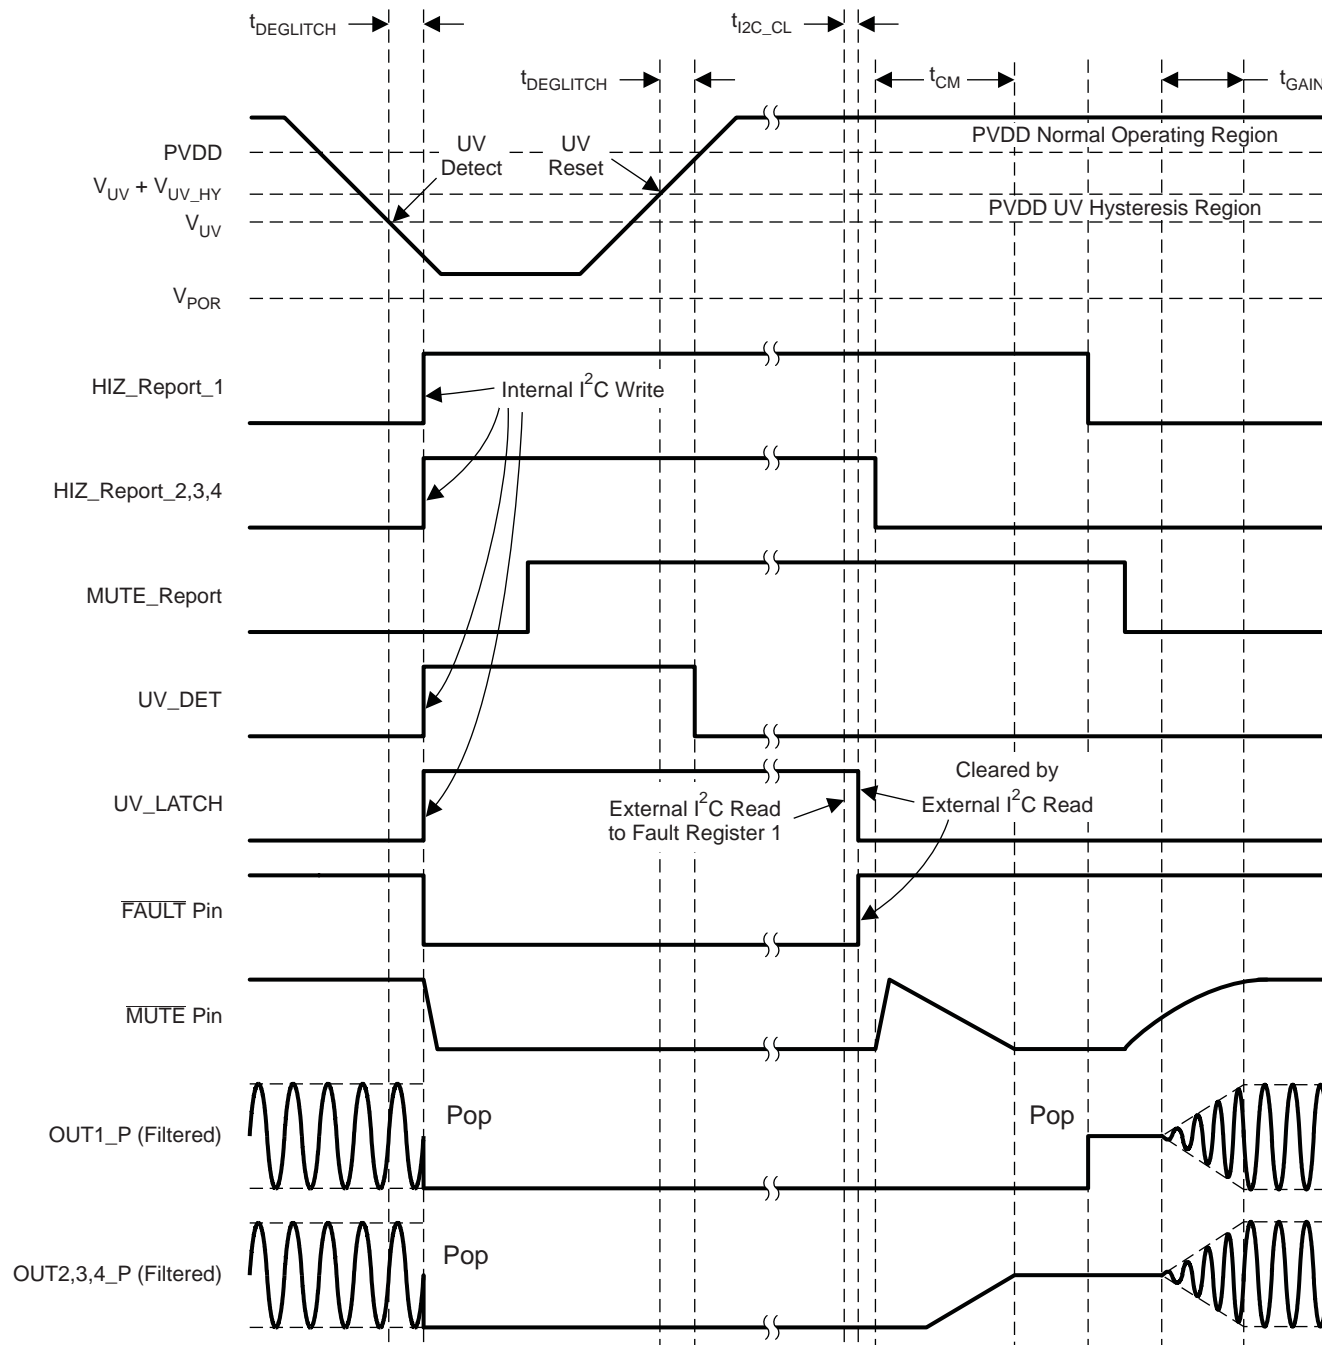 tDEGLITCH
tI2C_CL
tDEGLITCH
tCM
tGAIN
PVDD Normal Operating Region
UV
Detect
UV
Reset
PVDD
VUV + VUV_HY
PVDD UV Hysteresis Region
VUV
VPOR
HIZ_Report_1
Internal I2C Write
HIZ_Report_2,3,4
MUTE_Report
UV_DET
Cleared by
External I2C Read
UV_LATCH
External I2C Read
to Fault Register 1
FAULT Pin
MUTE Pin
Pop
Pop
OUT1_P (Filtered)
Pop
OUT2,3,4_P (Filtered)